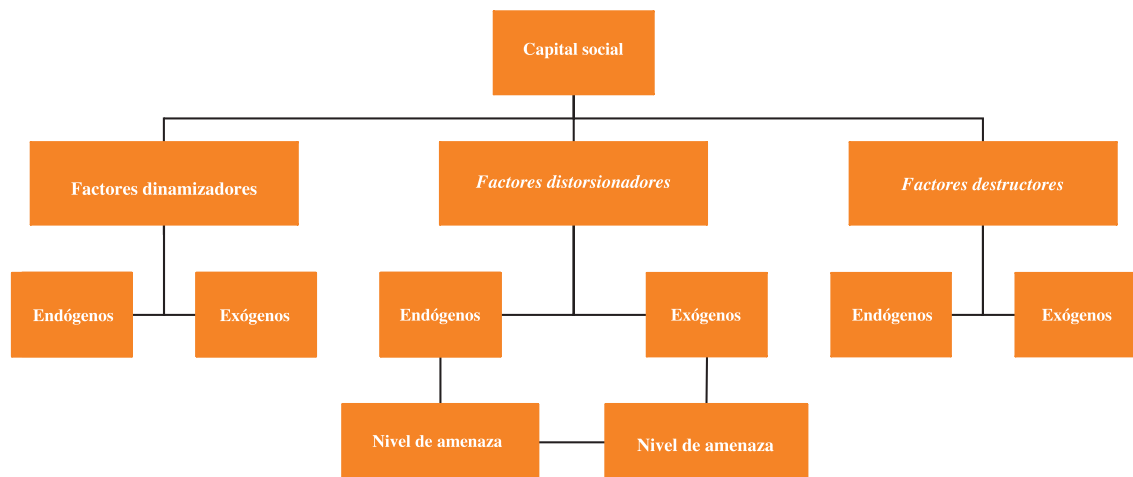 Capital social
Factores dinamizadores
Factores distorsionadores
Factores destructores
Endógenos
Exógenos
Endógenos
Exógenos
Endógenos
Exógenos
Nivel de amenaza
Nivel de amenaza